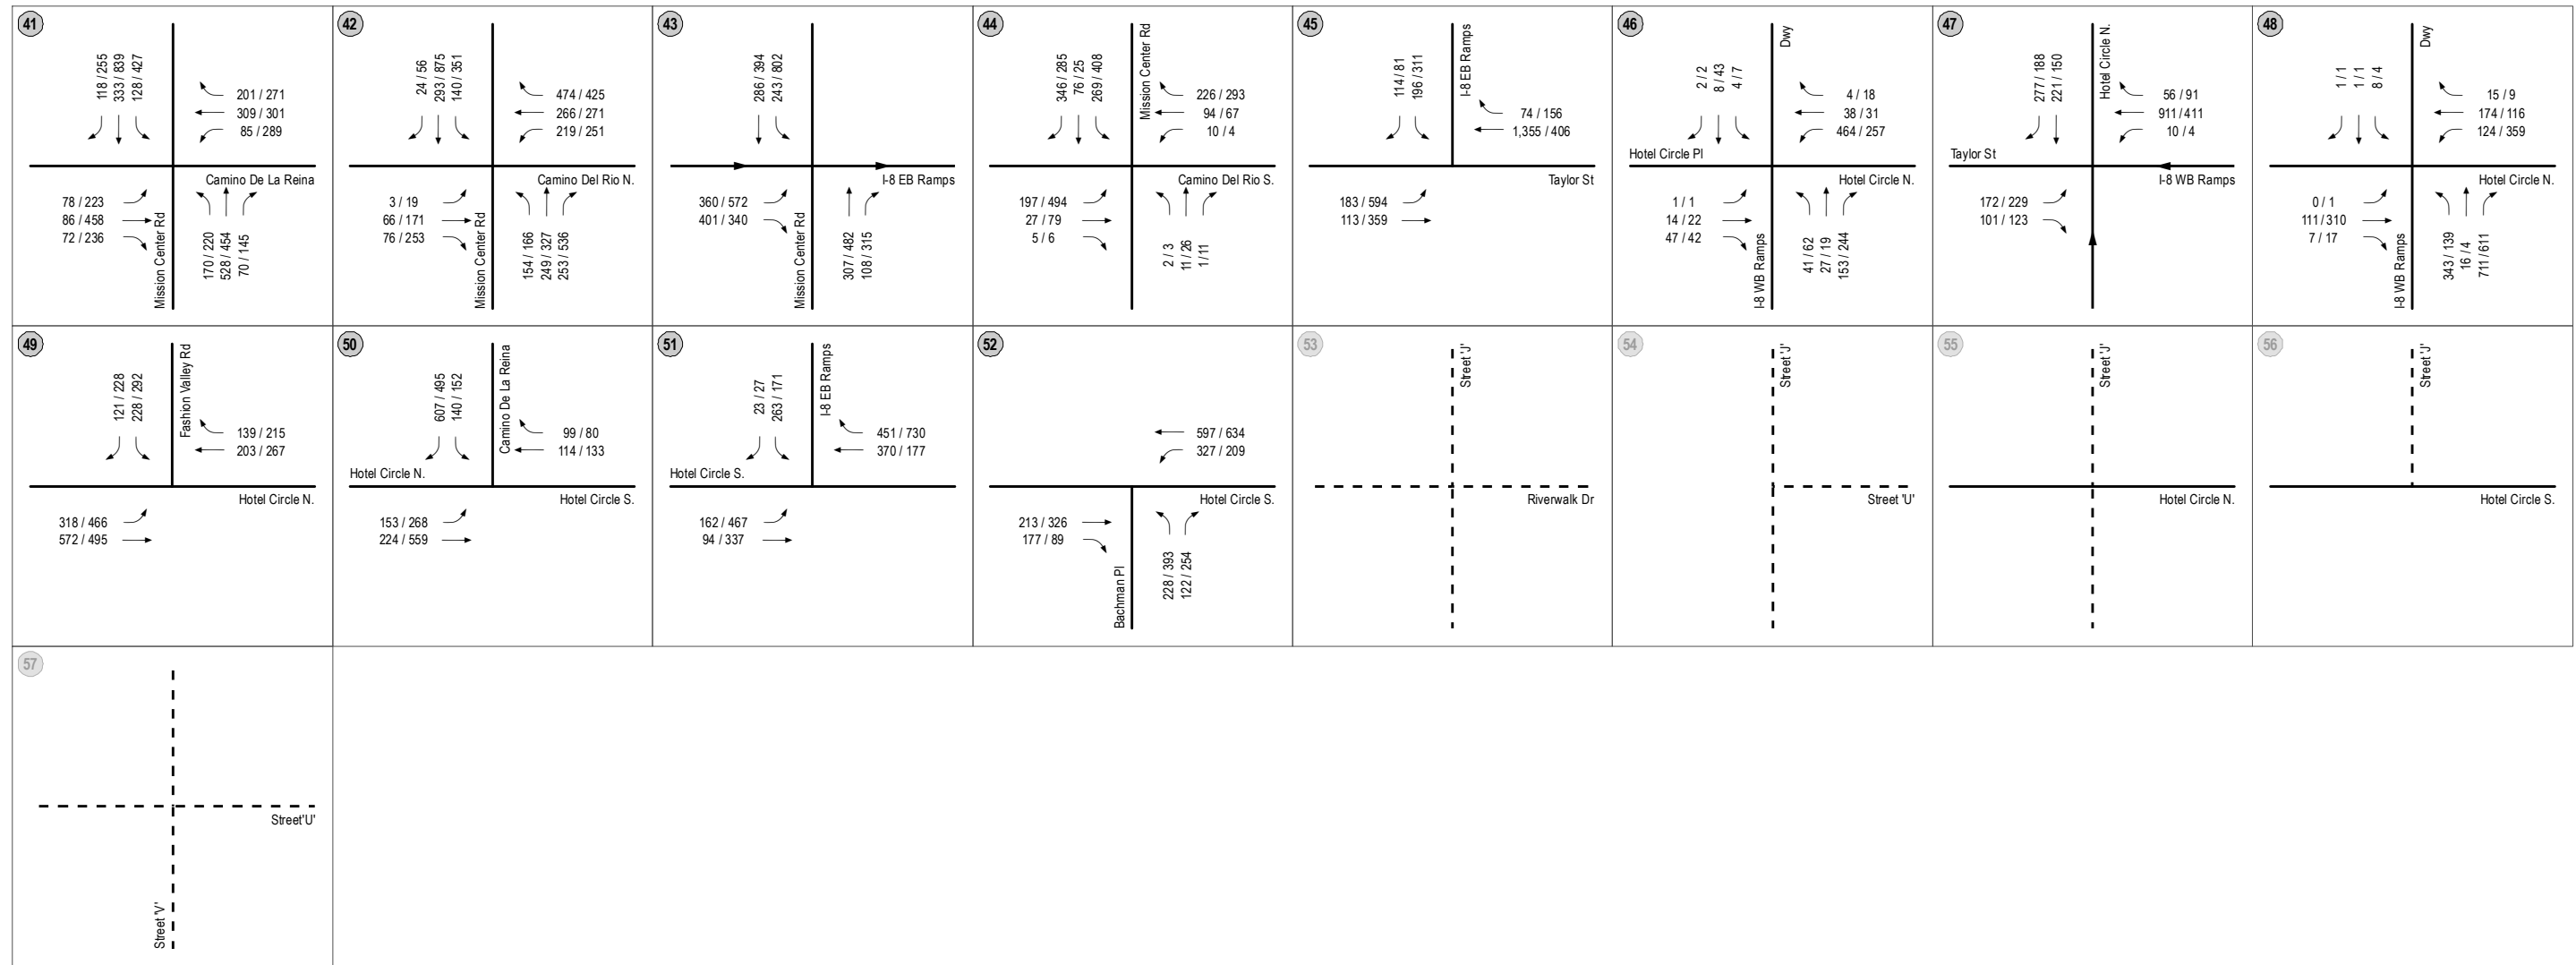 41
118 / 255
333 / 839
128 / 427
201 / 271
309 / 301
85 / 289
Camino De La Reina
78 / 223
86 / 458
72 / 236
Mission Center Rd
170 / 220
528 / 454
70 / 145
42
24 / 56
293 / 875
140 / 351
474 / 425
266 / 271
219 / 251
Camino Del Rio N.
3 / 19
66 / 171
76 / 253
Mission Center Rd
154 / 166
249 / 327
253 / 536
43
286 / 394
243 / 802
I-8 EB Ramps
360 / 572
401 / 340
Mission Center Rd
307 / 482
108 / 315
44
346 / 285
76 / 25
269 / 408
Mission Center Rd
226 / 293
94 / 67
10 / 4
Camino Del Rio S.
197 / 494
27 / 79
5 / 6
2 / 3
11 / 26
1 / 11
45
114 / 81
196 / 311
I-8 EB Ramps
74 / 156
1,355 / 406
Taylor St
183 / 594
113 / 359
46
2 / 2
8 / 43
4 / 7
Dwy
4 / 18
38 / 31
464 / 257
Hotel Circle Pl
Hotel Circle N.
1 / 1
14 / 22
47 / 42
I-8 WB Ramps
41 / 62
27 / 19
153 / 244
47
277 / 188
221 / 150
Hotel Circle N.
56 / 91
911 / 411
10 / 4
Taylor St
I-8 WB Ramps
172 / 229
101 / 123
48
1 / 1
1 / 1
8 / 4
Dwy
15 / 9
174 / 116
124 / 359
Hotel Circle N.
0 / 1
111 / 310
7 / 17
I-8 WB Ramps
343 / 139
16 / 4
711 / 611
49
121 / 228
228 / 292
Fashion Valley Rd
139 / 215
203 / 267
Hotel Circle N.
318 / 466
572 / 495
50
607 / 495
140 / 152
Camino De La Reina
99 / 80
114 / 133
Hotel Circle N.
Hotel Circle S.
153 / 268
224 / 559
51
23 / 27
263 / 171
I-8 EB Ramps
451 / 730
370 / 177
Hotel Circle S.
162 / 467
94 / 337
52
597 / 634
327 / 209
Hotel Circle S.
213 / 326
177 / 89
Bachman Pl
228 / 393
122 / 254
53
Street 'J'
Riverwalk Dr
54
Street 'J'
Street 'U'
55
Street 'J'
Hotel Circle N.
56
Street 'J'
Hotel Circle S.
57
Street'U'
Street 'V'